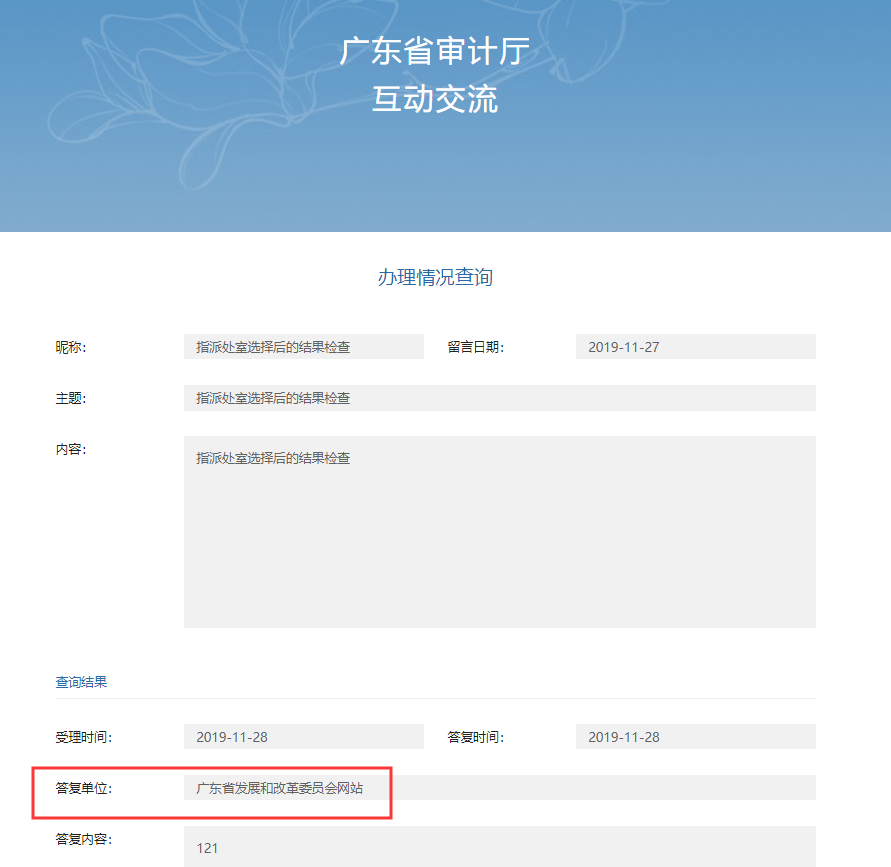 广东省审计厅
互动交流
办理情况查询
昵称: 指派处室选择后的结果检查 留言日期: 2019-11-27
主题: 指派处室选择后的结果检查
内容: 指派处室选择后的结果检查
查询结果
受理时间: 2019-11-28 答复时间: 2019-11-28
答复单位: 广东省发展和改革委员会网站
答复内容: 121